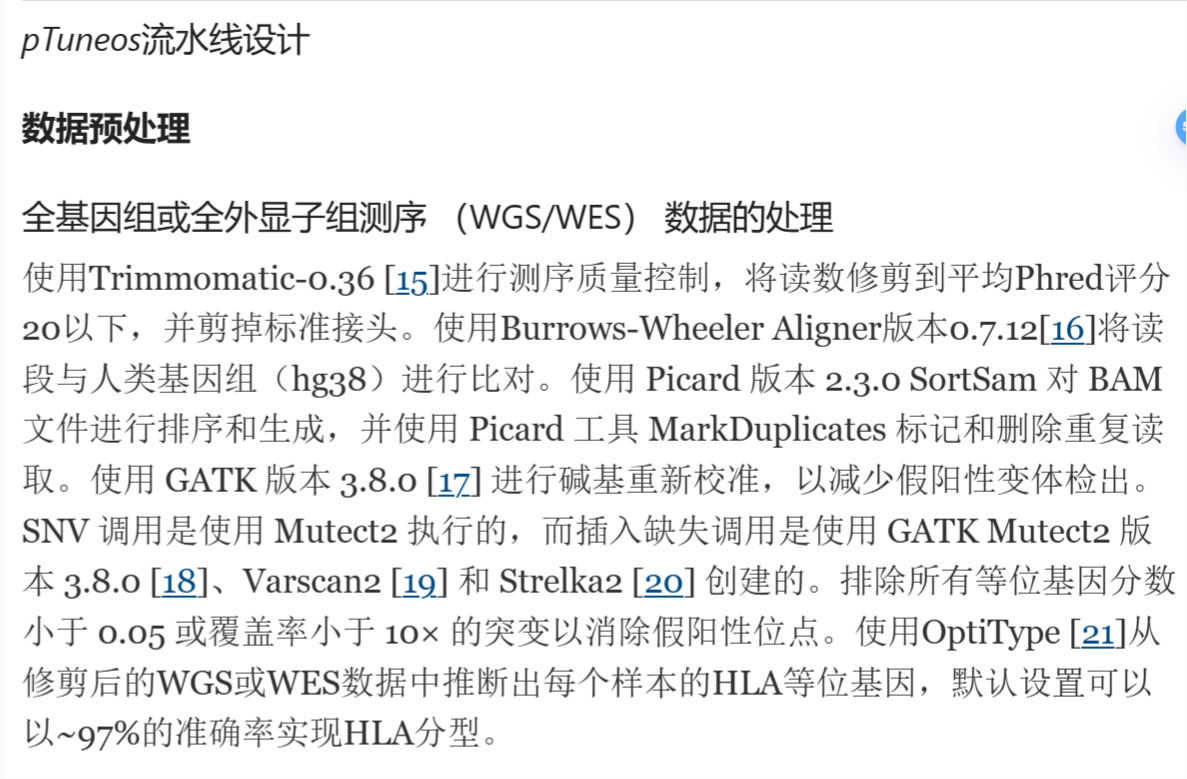 pTuneos流水线设计
数据预处理
全基因组或全外显子组测序 （WGS/WES） 数据的处理
使用Trimmomatic-0.36 [15]进行测序质量控制，将读数修剪到平均Phred评分
20以下，并剪掉标准接头。使用Burrows-Wheeler Aligner版本0.7.12[16]将读
段与人类基因组（hg38）进行比对。使用 Picard 版本 2.3.0 SortSam 对 BAM
文件进行排序和生成，并使用 Picard 工具 MarkDuplicates 标记和删除重复读
取。使用 GATK 版本 3.8.0 [17] 进行碱基重新校准，以减少假阳性变体检出。
SNV 调用是使用 Mutect2 执行的，而插入缺失调用是使用 GATK Mutect2 版
本 3.8.0 [18]、Varscan2 [19] 和 Strelka2 [20] 创建的。排除所有等位基因分数
小于 0.05 或覆盖率小于 10× 的突变以消除假阳性位点。使用OptiType [21]从
修剪后的WGS或WES数据中推断出每个样本的HLA等位基因，默认设置可以
以~97%的准确率实现HLA分型。